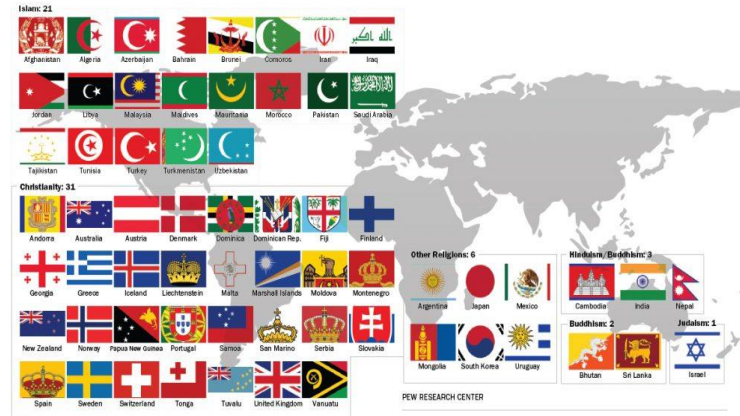 Islam: 21
Afghanistan Algeria Azerbaijan Bahrain Brunei Comoros Iran Iraq
Jordan Libya Malaysia Maldives Mauritania Morocco Pakistan Saudi Arabia
Tajikistan Tunisia Turkey Turkmenistan Uzbekistan
Christianity: 31
Andorra Australia Austria Denmark Dominica Dominican Rep. Fiji Finland
Georgia Greece Iceland Liechtenstein Malta Marshall Islands Moldova Montenegro
New Zealand Norway Papua New Guinea Portugal Samoa San Marino Serbia Slovakia
Spain Sweden Switzerland Tonga Tuvalu United Kingdom Vanuatu
Other Religions: 6
Argentina Japan Mexico
Mongolia South Korea Uruguay
Hinduism/Buddhism: 3
Cambodia India Nepal
Buddhism: 2
Bhutan Sri Lanka
Judaism: 1
Israel
PEW RESEARCH CENTER